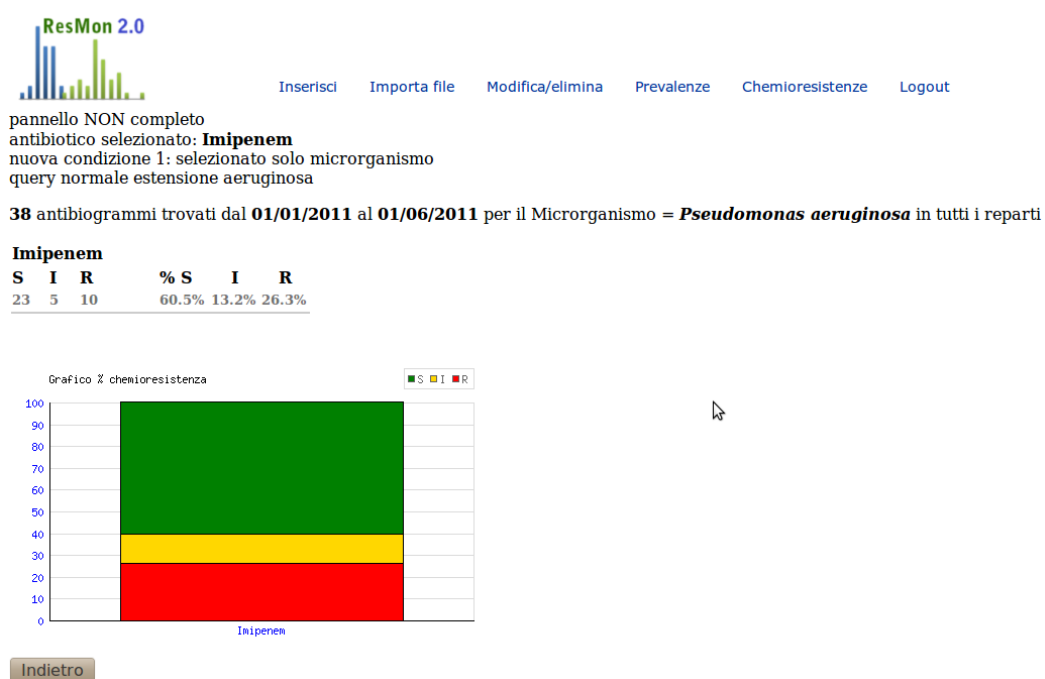 ResMon 2.0
Inserisci Importa file Modifica/elimina Prevalenze Chemioresistenze Logout
pannello NON completo
antibiotico selezionato: Imipenem
nuova condizione 1: selezionato solo microrganismo
query normale estensione aeruginosa
38 antibiogrammi trovati dal 01/01/2011 al 01/06/2011 per il Microrganismo = Pseudomonas aeruginosa in tutti i reparti
Imipenem
S I R % S I R
23 5 10 60.5% 13.2% 26.3%
Grafico % chemioresistenza S I R
100
90
80
70
60
50
40
30
20
10
0
Imipenem
Indietro